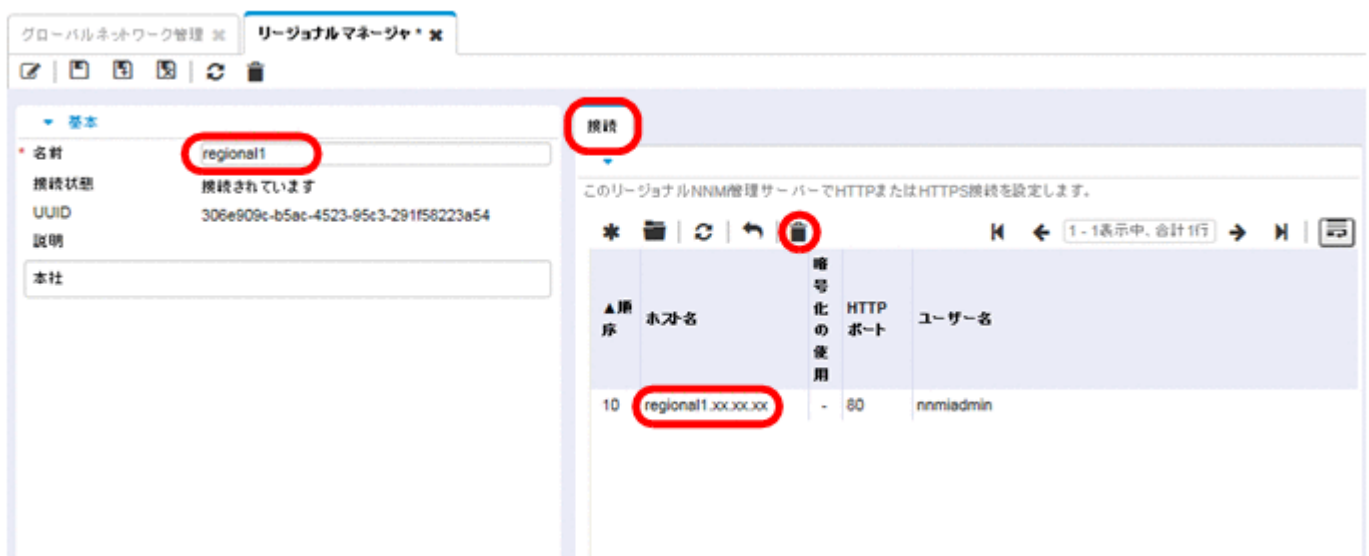 グローバルネットワーク管理
リージョナルマネージャ *
基本
* 名前
regional1
接続状態
接続されています
UUID
306e909c-b5ac-4523-95c3-291f58223a54
説明
本社
接続
このリージョナルNNM管理サーバーでHTTPまたはHTTPS接続を設定します。
1 - 1表示中、合計1行
▲順序
ホスト名
暗号化の使用
HTTPポート
ユーザー名
10
regional1.xx.xx.xx
-
80
nnmiadmin